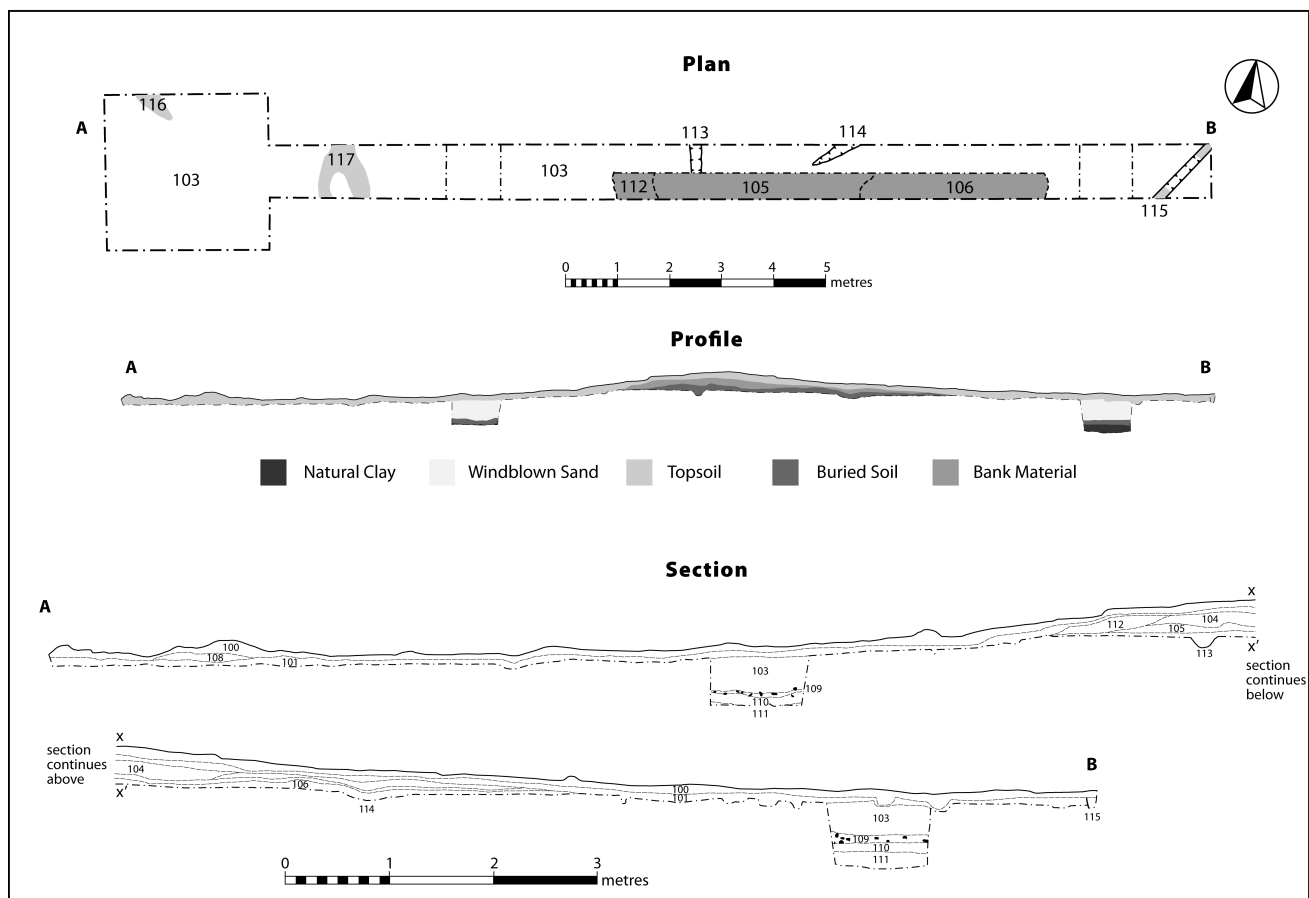 Plan
A
116
103
117
103
113
114
112
105
106
B
115
0 1 2 3 4 5
metres
Profile
A
B
Natural Clay
Windblown Sand
Topsoil
Buried Soil
Bank Material
Section
A
100
108
101
103
109
110
111
112
105
104
113
x
x'
section
continues
below
section
continues
above
x
x'
104
106
114
100
101
103
109
110
111
B
115
0 1 2 3
metres